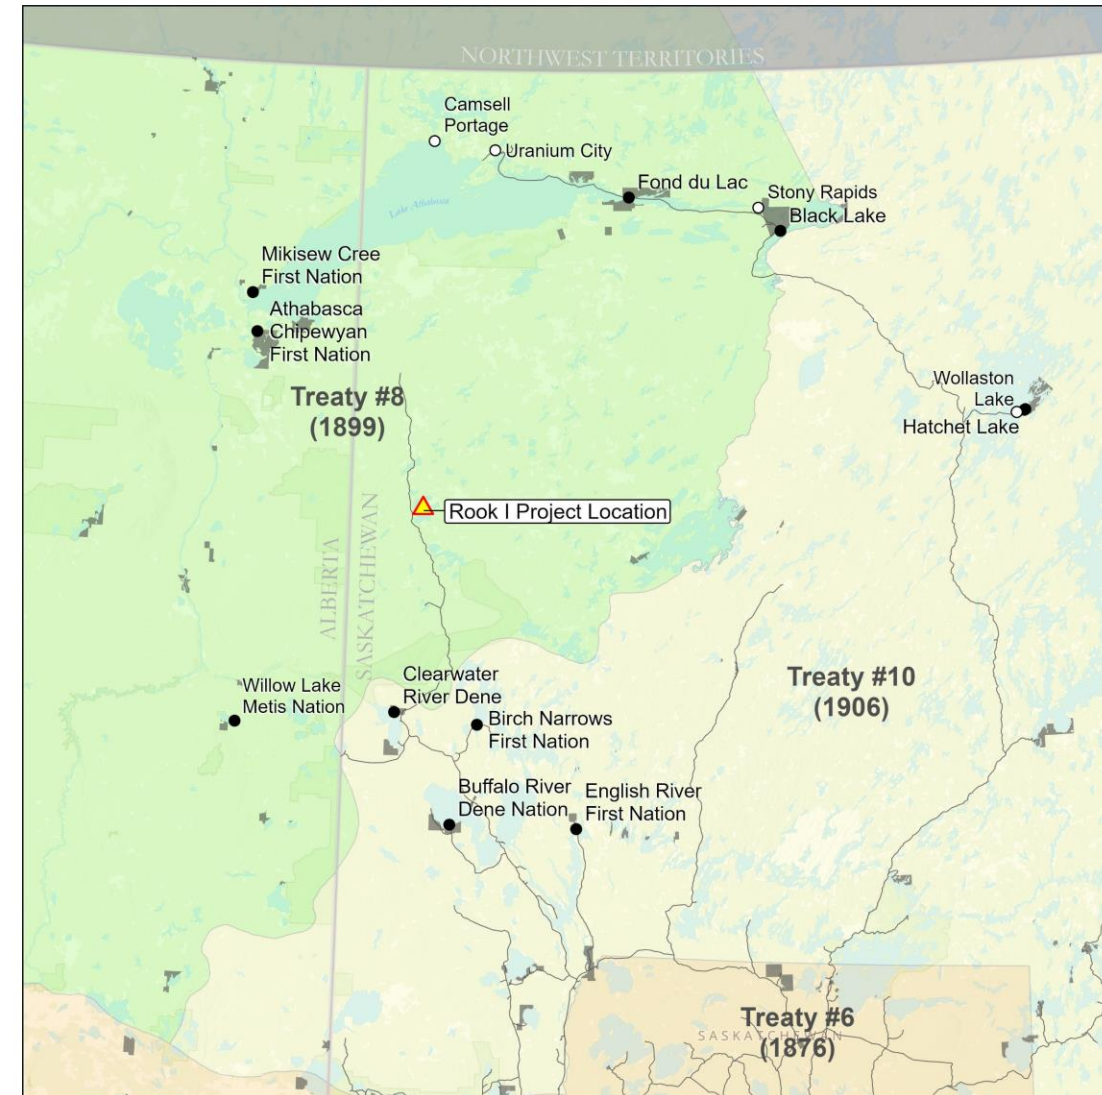 NORTHWEST TERRITORIES
Camsell
Portage
Uranium City
Fond du Lac
Stony Rapids
Black Lake
Lake Athabasca
Mikisew Cree
First Nation
Athabasca
Chipewyan
First Nation
Treaty #8
(1899)
Wollaston
Lake
Hatchet Lake
Rook I Project Location
ALBERTA
SASKATCHEWAN
Willow Lake
Metis Nation
Clearwater
River Dene
Birch Narrows
First Nation
Treaty #10
(1906)
Buffalo River
Dene Nation
English River
First Nation
Treaty #6
SASKATCHEWAN
(1876)